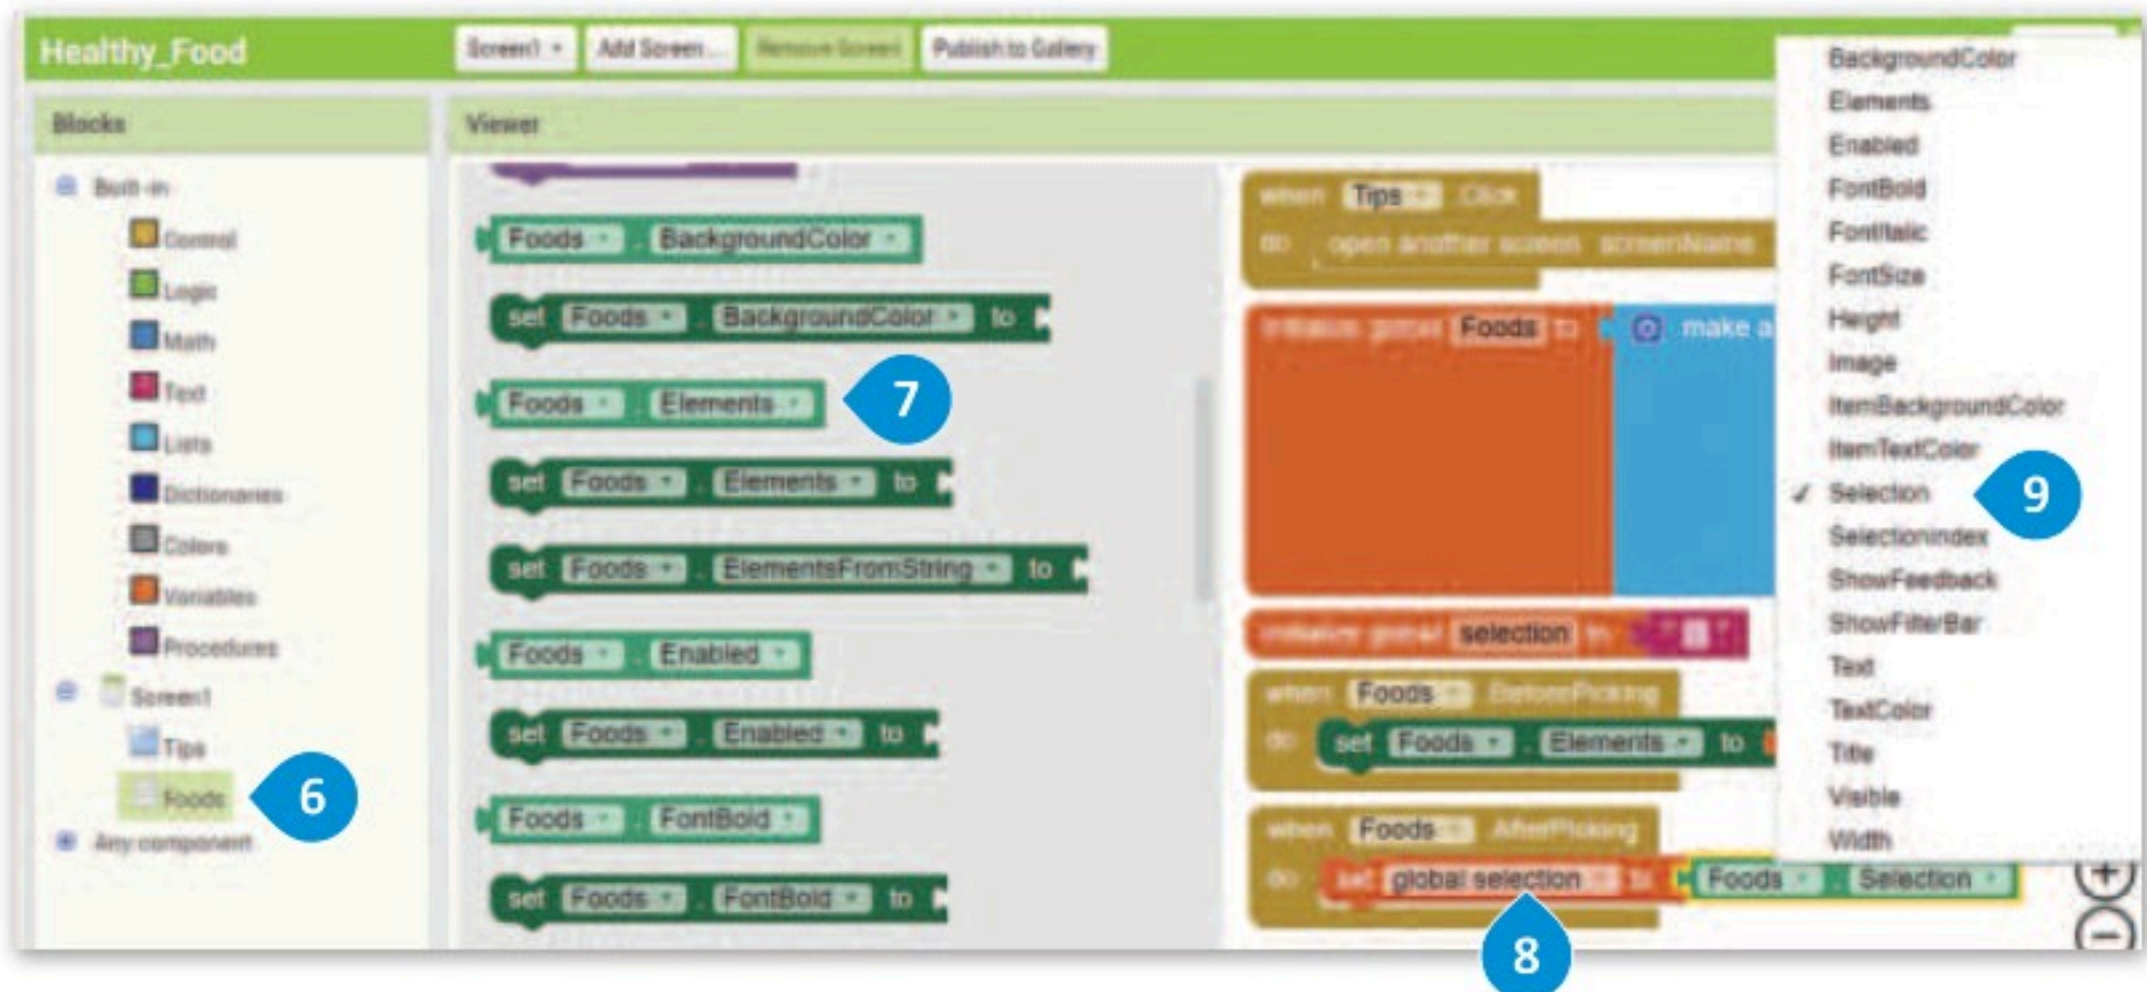 Healthy_Food
Screen1
Add Screen ...
Remove Screen
Publish to Gallery
Blocks
Viewer
Built-in
Control
Logic
Math
Text
Lists
Dictionaries
Colors
Variables
Procedures
Screen1
Tips
Foods
6
Any component
Foods . BackgroundColor
set Foods . BackgroundColor to
Foods . Elements
7
set Foods . Elements to
set Foods . ElementsFromString to
Foods . Enabled
set Foods . Enabled to
Foods . FontBold
set Foods . FontBold to
when Tips .Click
do open another screen screenName
initialize global Foods to make a
initialize global selection to " "
when Foods .BeforePicking
do set Foods . Elements to
when Foods .AfterPicking
do set global selection to Foods . Selection
8
BackgroundColor
Elements
Enabled
FontBold
FontItalic
FontSize
Height
Image
ItemBackgroundColor
ItemTextColor
✓ Selection
9
SelectionIndex
ShowFeedback
ShowFilterBar
Text
TextColor
Title
Visible
Width